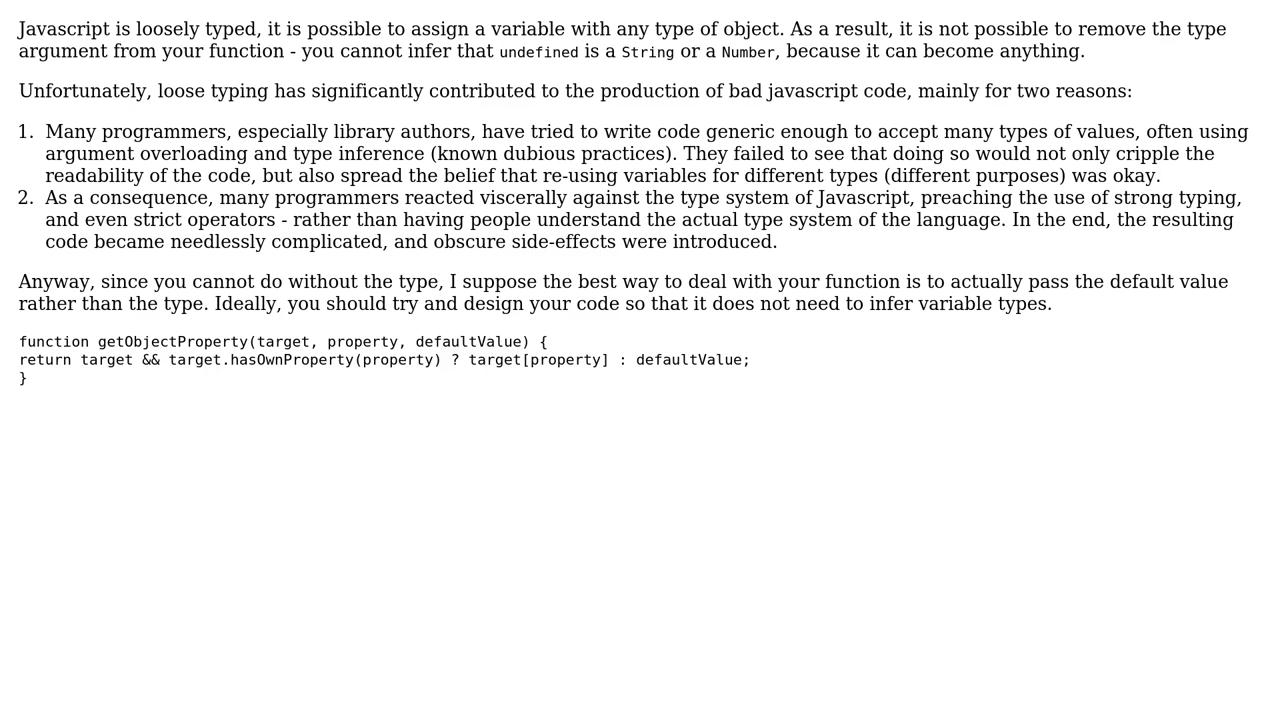 Javascript is loosely typed, it is possible to assign a variable with any type of object. As a result, it is not possible to remove the type
argument from your function - you cannot infer that undefined is a String or a Number, because it can become anything.
Unfortunately, loose typing has significantly contributed to the production of bad javascript code, mainly for two reasons:
1. Many programmers, especially library authors, have tried to write code generic enough to accept many types of values, often using
argument overloading and type inference (known dubious practices). They failed to see that doing so would not only cripple the
readability of the code, but also spread the belief that re-using variables for different types (different purposes) was okay.
2. As a consequence, many programmers reacted viscerally against the type system of Javascript, preaching the use of strong typing,
and even strict operators - rather than having people understand the actual type system of the language. In the end, the resulting
code became needlessly complicated, and obscure side-effects were introduced.
Anyway, since you cannot do without the type, I suppose the best way to deal with your function is to actually pass the default value
rather than the type. Ideally, you should try and design your code so that it does not need to infer variable types.
function getObjectProperty(target, property, defaultValue) {
return target && target.hasOwnProperty(property) ? target[property] : defaultValue;
}